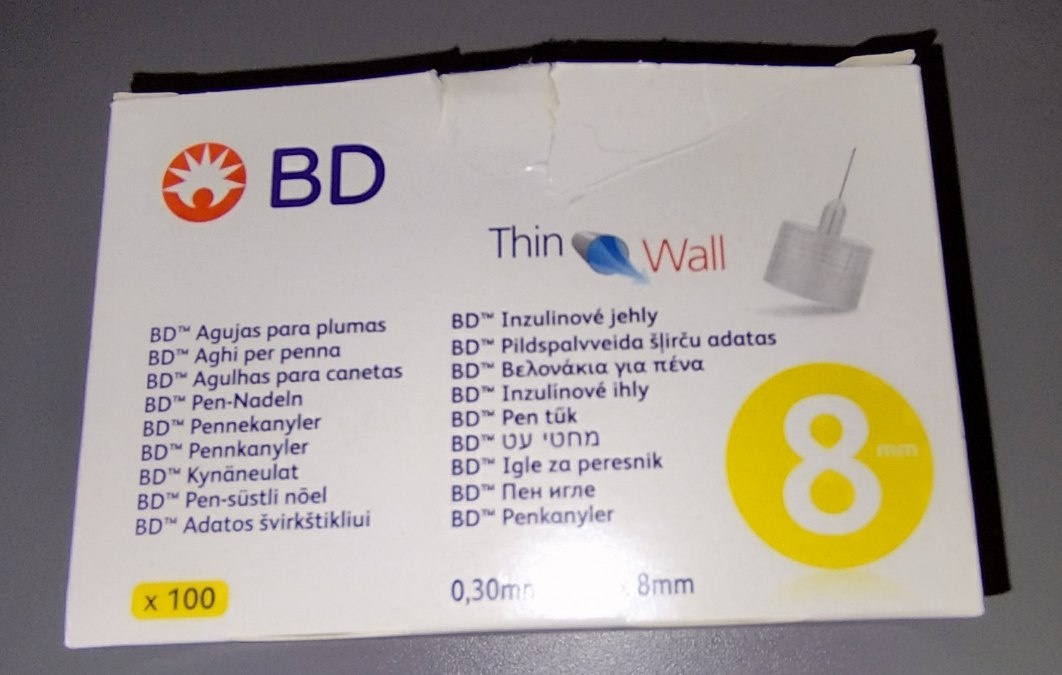 BD
Thin Wall
BD™ Agujas para plumas
BD™ Aghi per penna
BD™ Agulhas para canetas
BD™ Pen-Nadeln
BD™ Pennekanyler
BD™ Pennkanyler
BD™ Kynäneulat
BD™ Pen-süstli nõel
BD™ Adatos švirkštikliui
BD™ Inzulinové jehly
BD™ Pildspalvveida šļirču adatas
BD™ Βελονάκια για πένα
BD™ Inzulínové ihly
BD™ Pen tűk
BD™ מחטי עט
BD™ Igle za peresnik
BD™ Пен игле
BD™ Penkanyler
8 mm
x 100
0,30mm 8mm